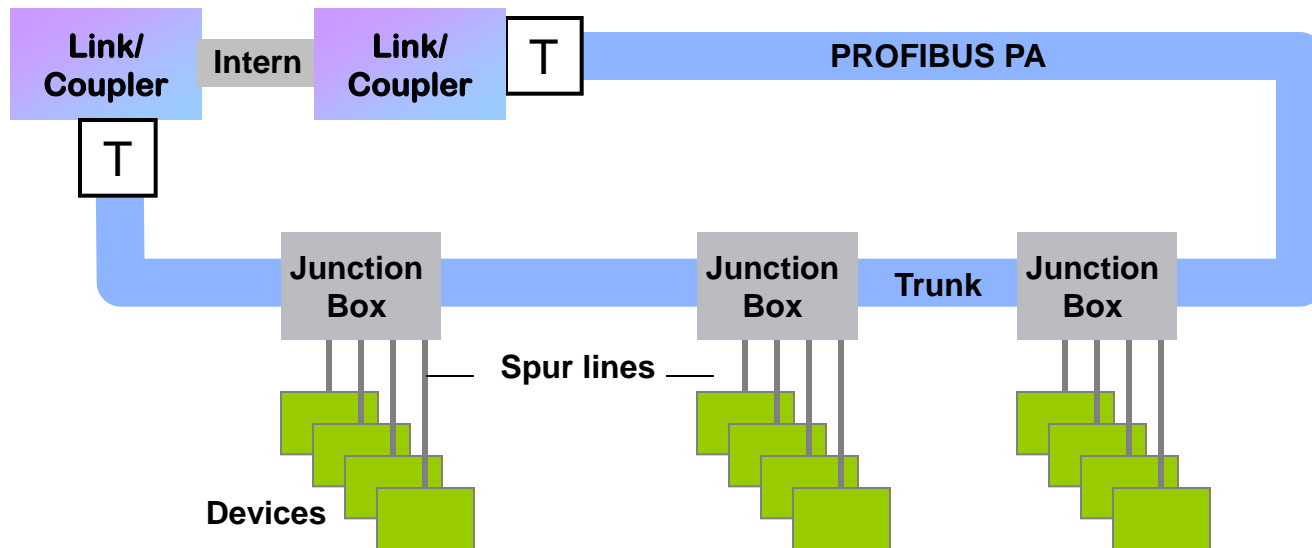 Link/
Coupler
Intern
Link/
Coupler
T
PROFIBUS PA
T
Junction
Box
Junction
Box
Trunk
Junction
Box
Spur lines
Devices